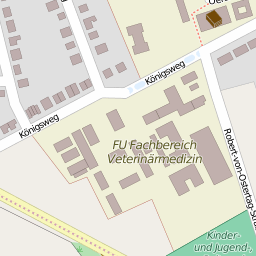 Königsweg
Königsweg
FU Fachbereich
Veterinärmedizin
Robert-von-Ostertag-Str
Kinder-
und Jugend-,